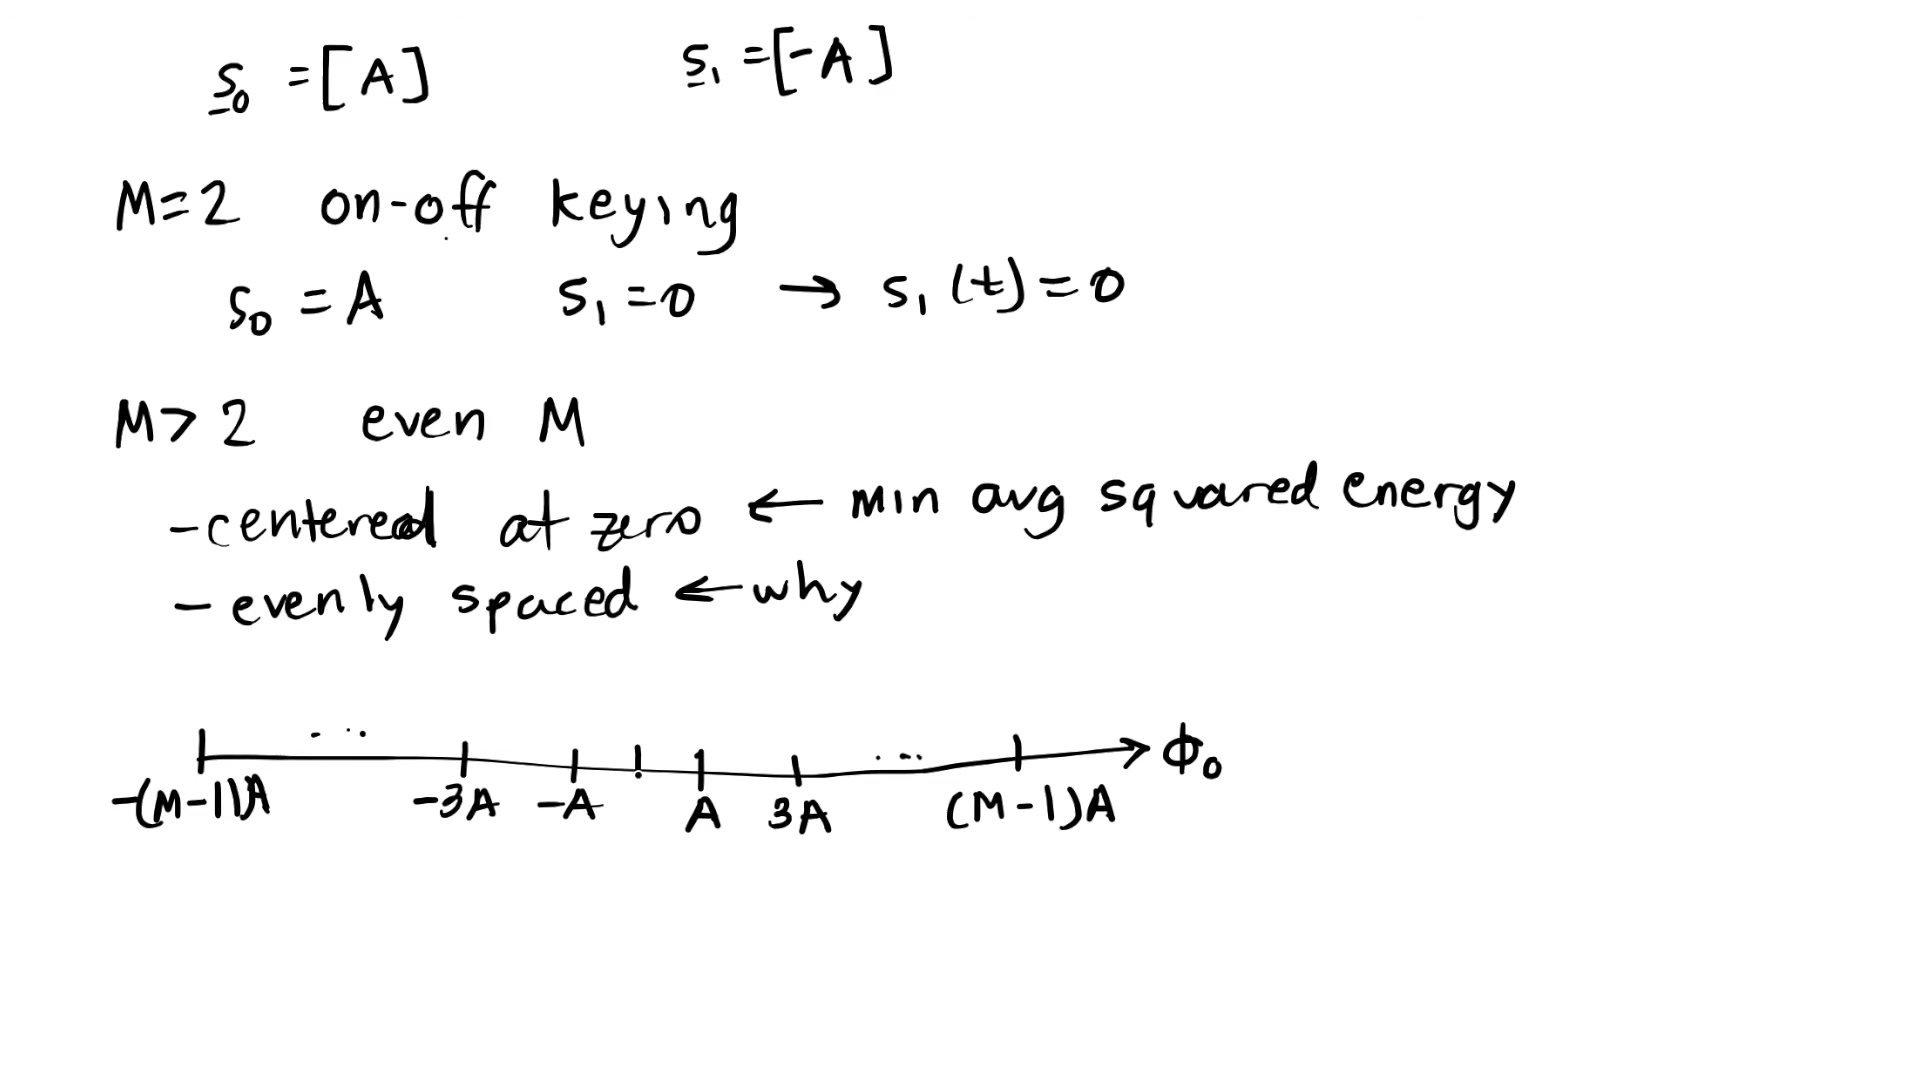 s₀ = [A] s₁ = [-A]
M=2 on-off keying
s₀ = A s₁ = 0 → s₁(t) = 0
M > 2 even M
- centered at zero ← min avg squared energy
- evenly spaced ← why
... ... ϕ₀
-(M-1)A -3A -A A 3A (M-1)A